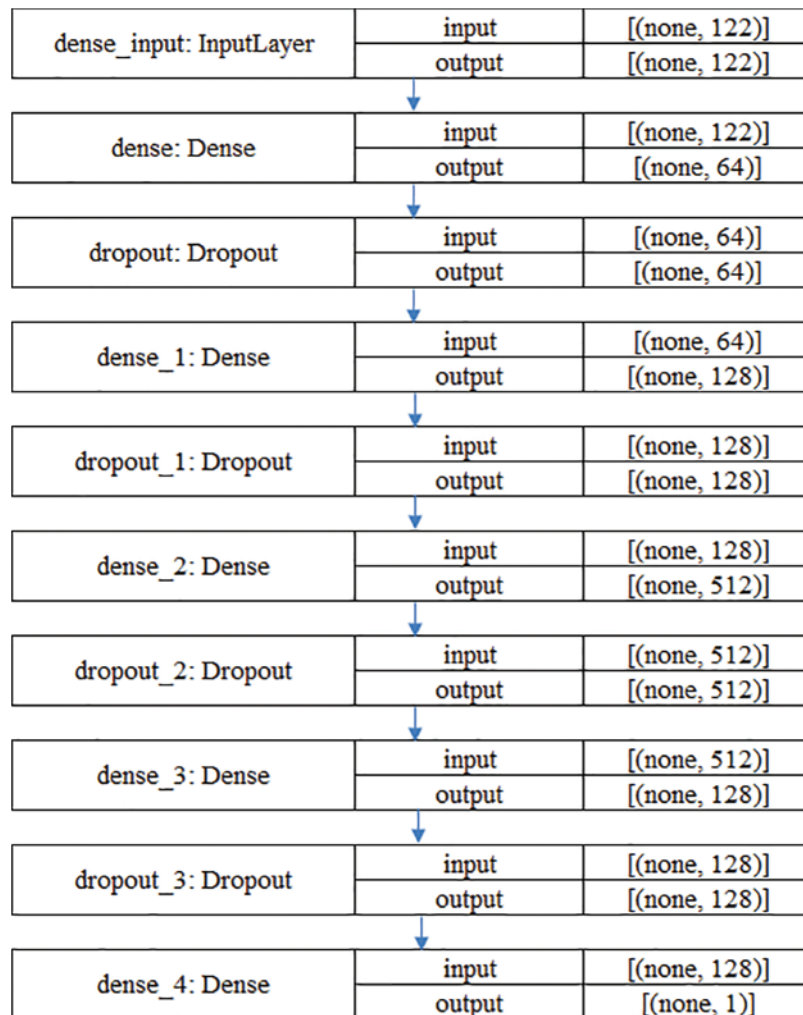 dense_input: InputLayer
input [(none, 122)]
output [(none, 122)]
dense: Dense
input [(none, 122)]
output [(none, 64)]
dropout: Dropout
input [(none, 64)]
output [(none, 64)]
dense_1: Dense
input [(none, 64)]
output [(none, 128)]
dropout_1: Dropout
input [(none, 128)]
output [(none, 128)]
dense_2: Dense
input [(none, 128)]
output [(none, 512)]
dropout_2: Dropout
input [(none, 512)]
output [(none, 512)]
dense_3: Dense
input [(none, 512)]
output [(none, 128)]
dropout_3: Dropout
input [(none, 128)]
output [(none, 128)]
dense_4: Dense
input [(none, 128)]
output [(none, 1)]